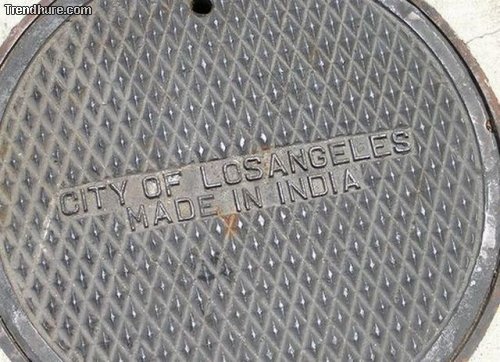 Trendhure.com
CITY OF LOSANGELES
MADE IN INDIA